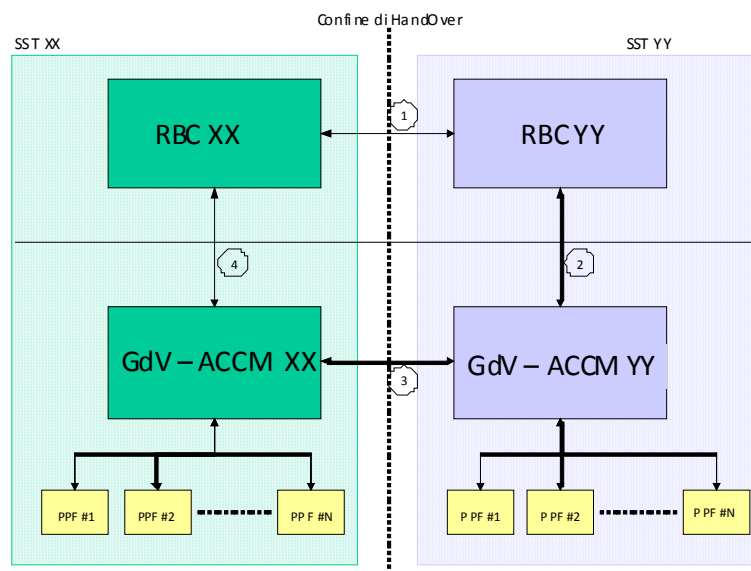 Confine di HandOver
SST XX
SST YY
RBC XX
1
RBC YY
4
2
GdV – ACCM XX
3
GdV – ACCM YY
PPF #1
PPF #2
PPF #N
PPF #1
PPF #2
PPF #N